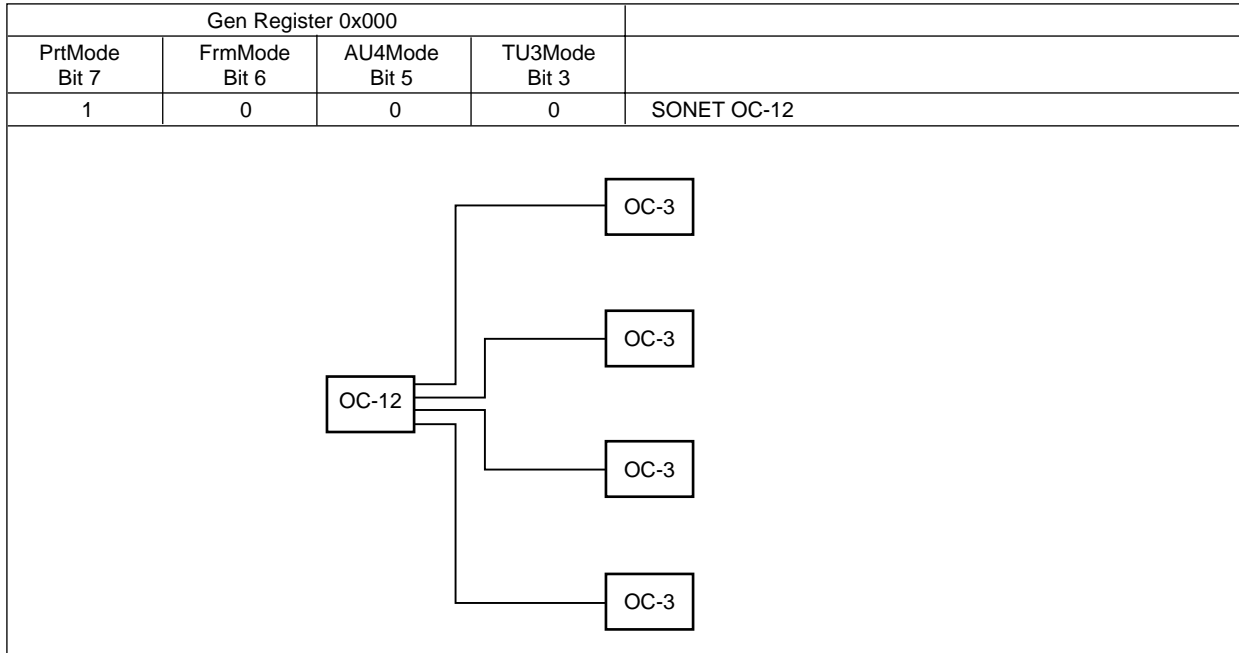 Gen Register 0x000
PrtMode FrmMode AU4Mode TU3Mode
Bit 7 Bit 6 Bit 5 Bit 3
1 0 0 0 SONET OC-12
OC-3
OC-3
OC-12
OC-3
OC-3